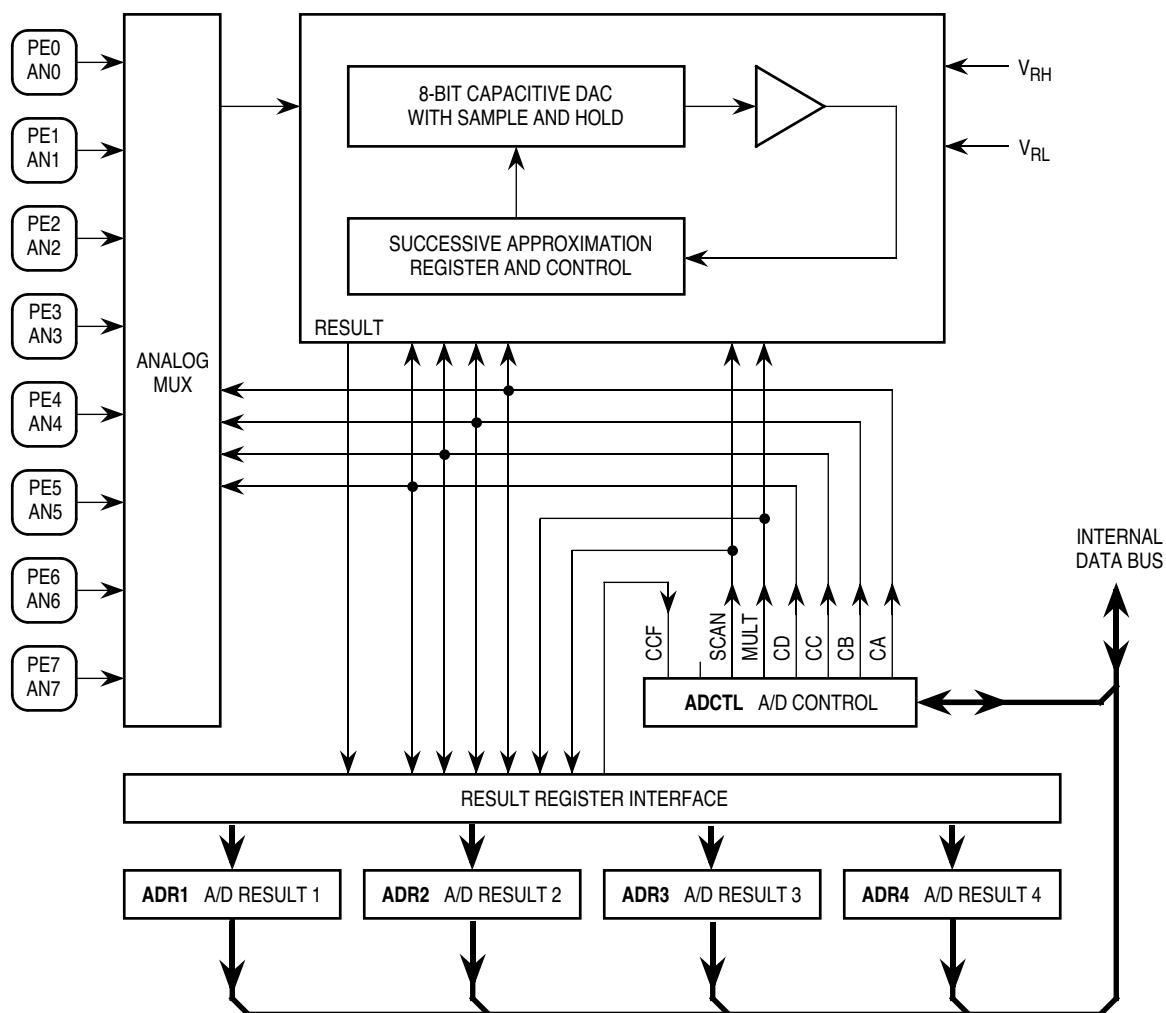 PE0
AN0
PE1
AN1
PE2
AN2
PE3
AN3
PE4
AN4
PE5
AN5
PE6
AN6
PE7
AN7
ANALOG
MUX
8-BIT CAPACITIVE DAC
WITH SAMPLE AND HOLD
SUCCESSIVE APPROXIMATION
REGISTER AND CONTROL
RESULT
VRH
VRL
INTERNAL
DATA BUS
CCF
SCAN
MULT
CD
CC
CB
CA
ADCTL A/D CONTROL
RESULT REGISTER INTERFACE
ADR1 A/D RESULT 1
ADR2 A/D RESULT 2
ADR3 A/D RESULT 3
ADR4 A/D RESULT 4